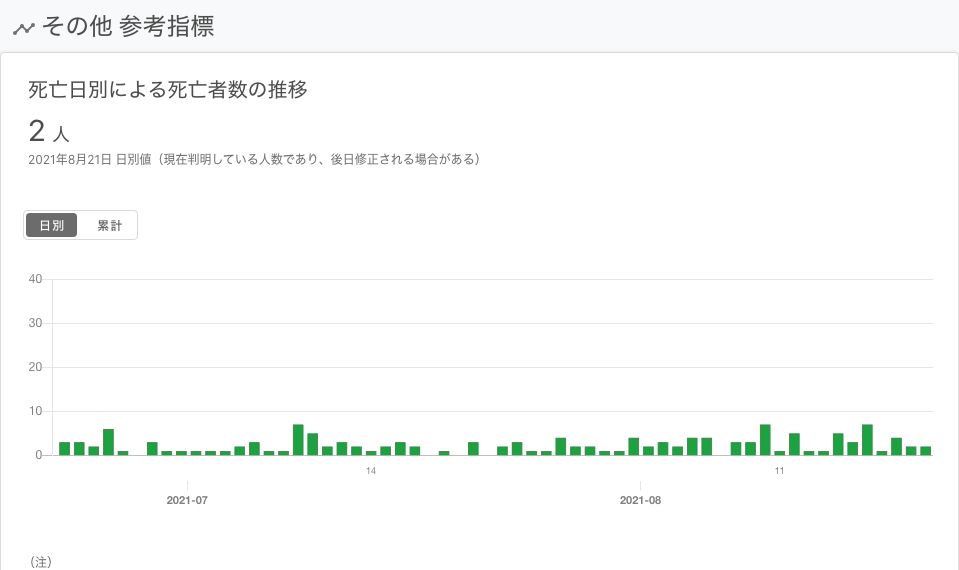 その他 参考指標
死亡日別による死亡者数の推移
2 人
2021年8月21日 日別値（現在判明している人数であり、後日修正される場合がある）
日別 累計
40
30
20
10
0
14 11
2021-07 2021-08
（注）